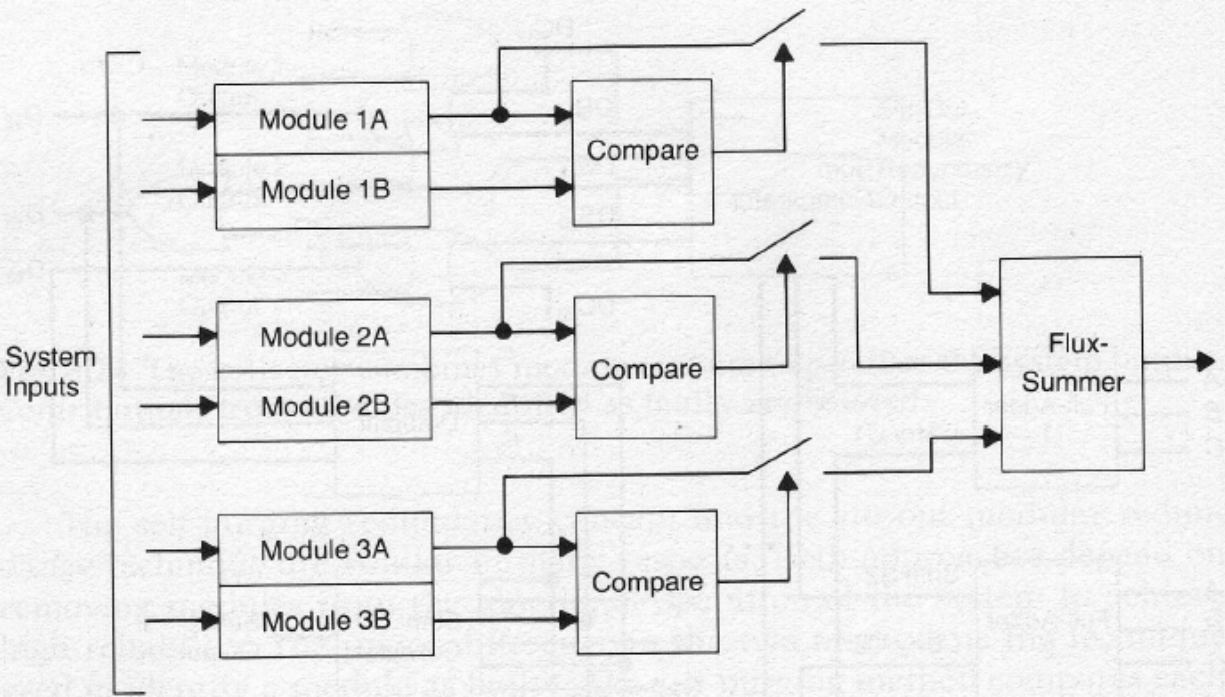 Module 1A
Module 1B
Compare
Module 2A
Module 2B
Compare
System
Inputs
Flux-
Summer
Module 3A
Module 3B
Compare